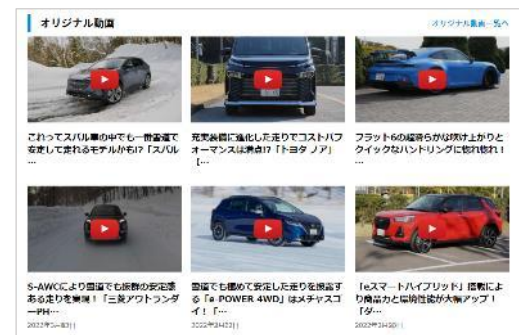 オリジナル動画
オリジナル動画一覧へ
これってスバル車の中でも一番雪道で
安定して走れるモデルかも!?「スバル
…
充実装備に進化した走りでコストパフ
ォーマンスは満点!?「トヨタ ノア」
【…
フラット6の超滑らかな吹け上がりと
クイックなハンドリングに惚れ惚れ!
…
S-AWCにより雪道でも抜群の安定感
ある走りを実現！「三菱アウトランダ
ーPH…
雪道でも極めて安定した走りを披露す
る「e-POWER 4WD」はメチャスゴ
イ！「…
「eスマートハイブリッド」搭載によ
り商品力と環境性能が大幅アップ！
「ダ…